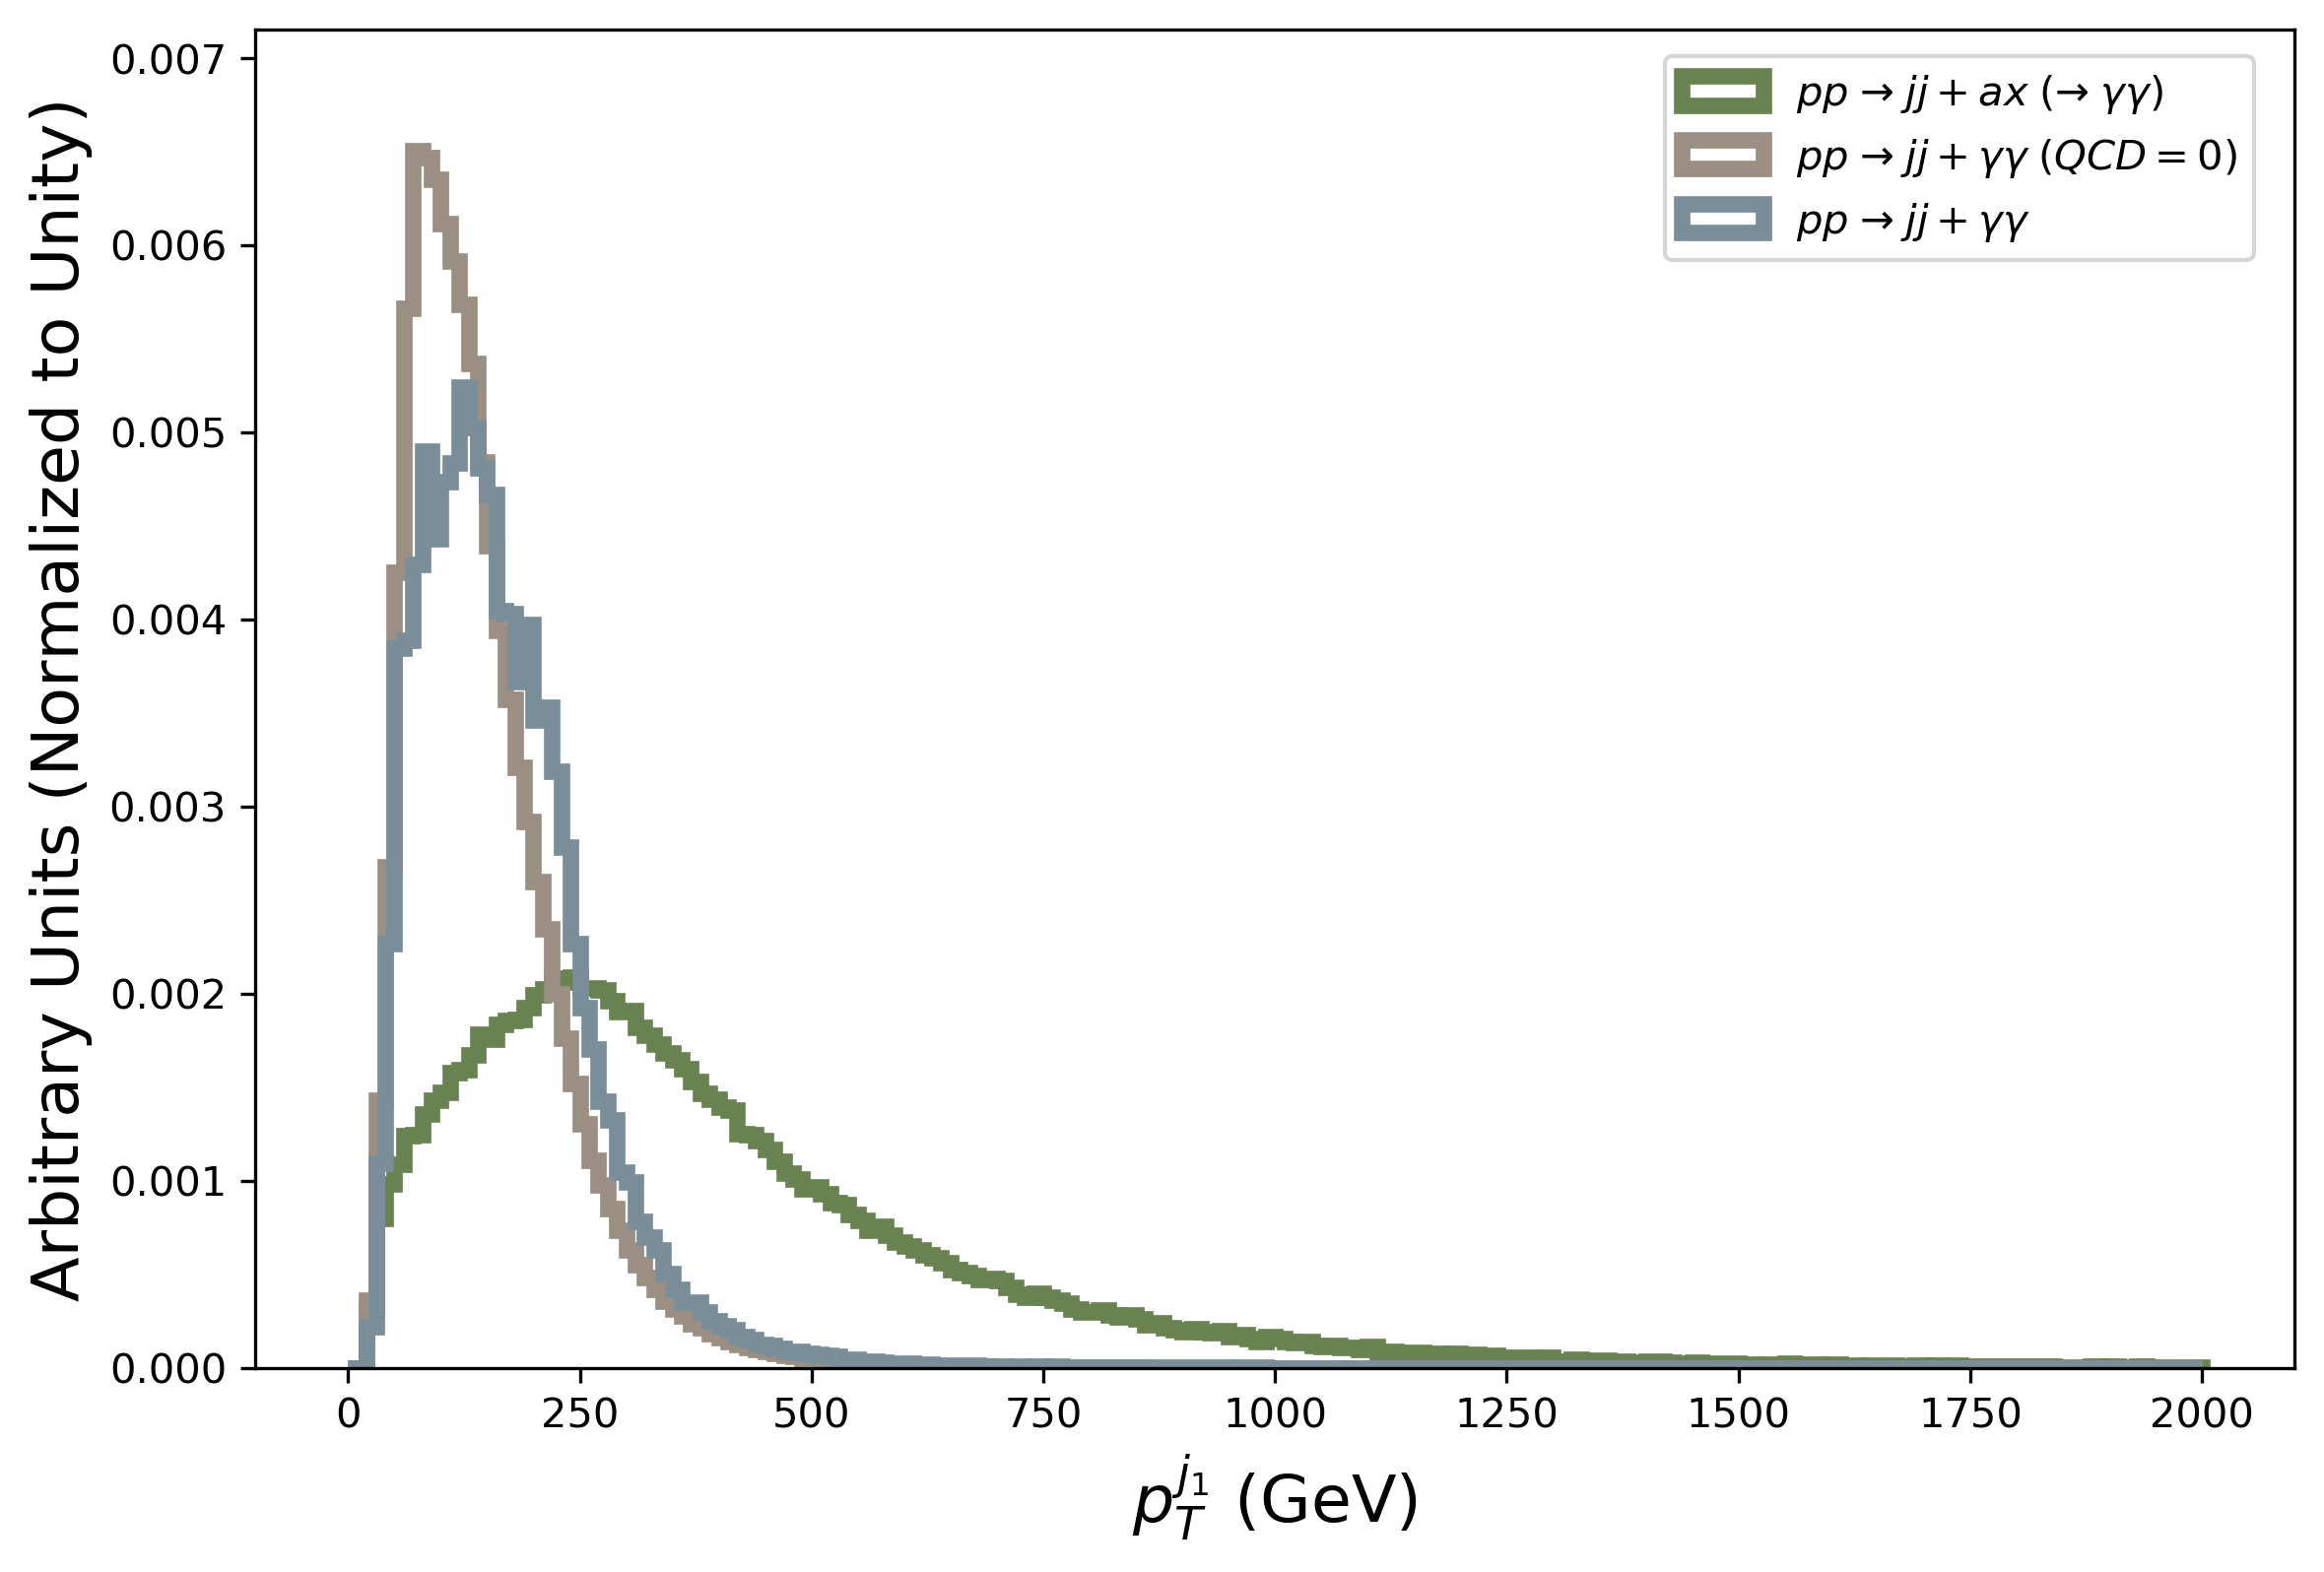 Arbitrary Units (Normalized to Unity)
0.007
0.006
0.005
0.004
0.003
0.002
0.001
0.000
pp → jj + ax (→ γγ)
pp → jj + γγ (QCD = 0)
pp → jj + γγ
0 250 500 750 1000 1250 1500 1750 2000
$p_T^{j_1}$ (GeV)